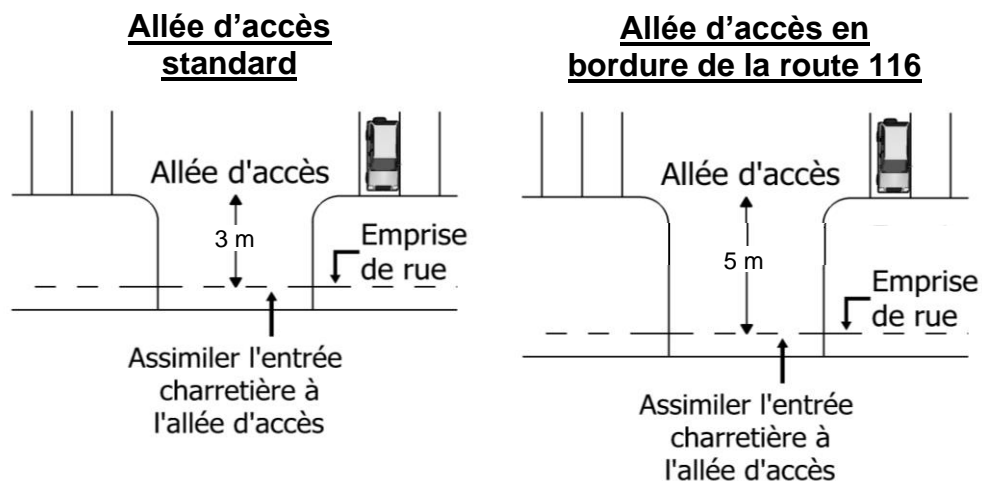 Allée d’accès
standard
Allée d'accès
3 m
Emprise
de rue
Assimiler l'entrée
charretière à
l'allée d'accès
Allée d’accès en
bordure de la route 116
Allée d'accès
5 m
Emprise
de rue
Assimiler l'entrée
charretière à
l'allée d'accès